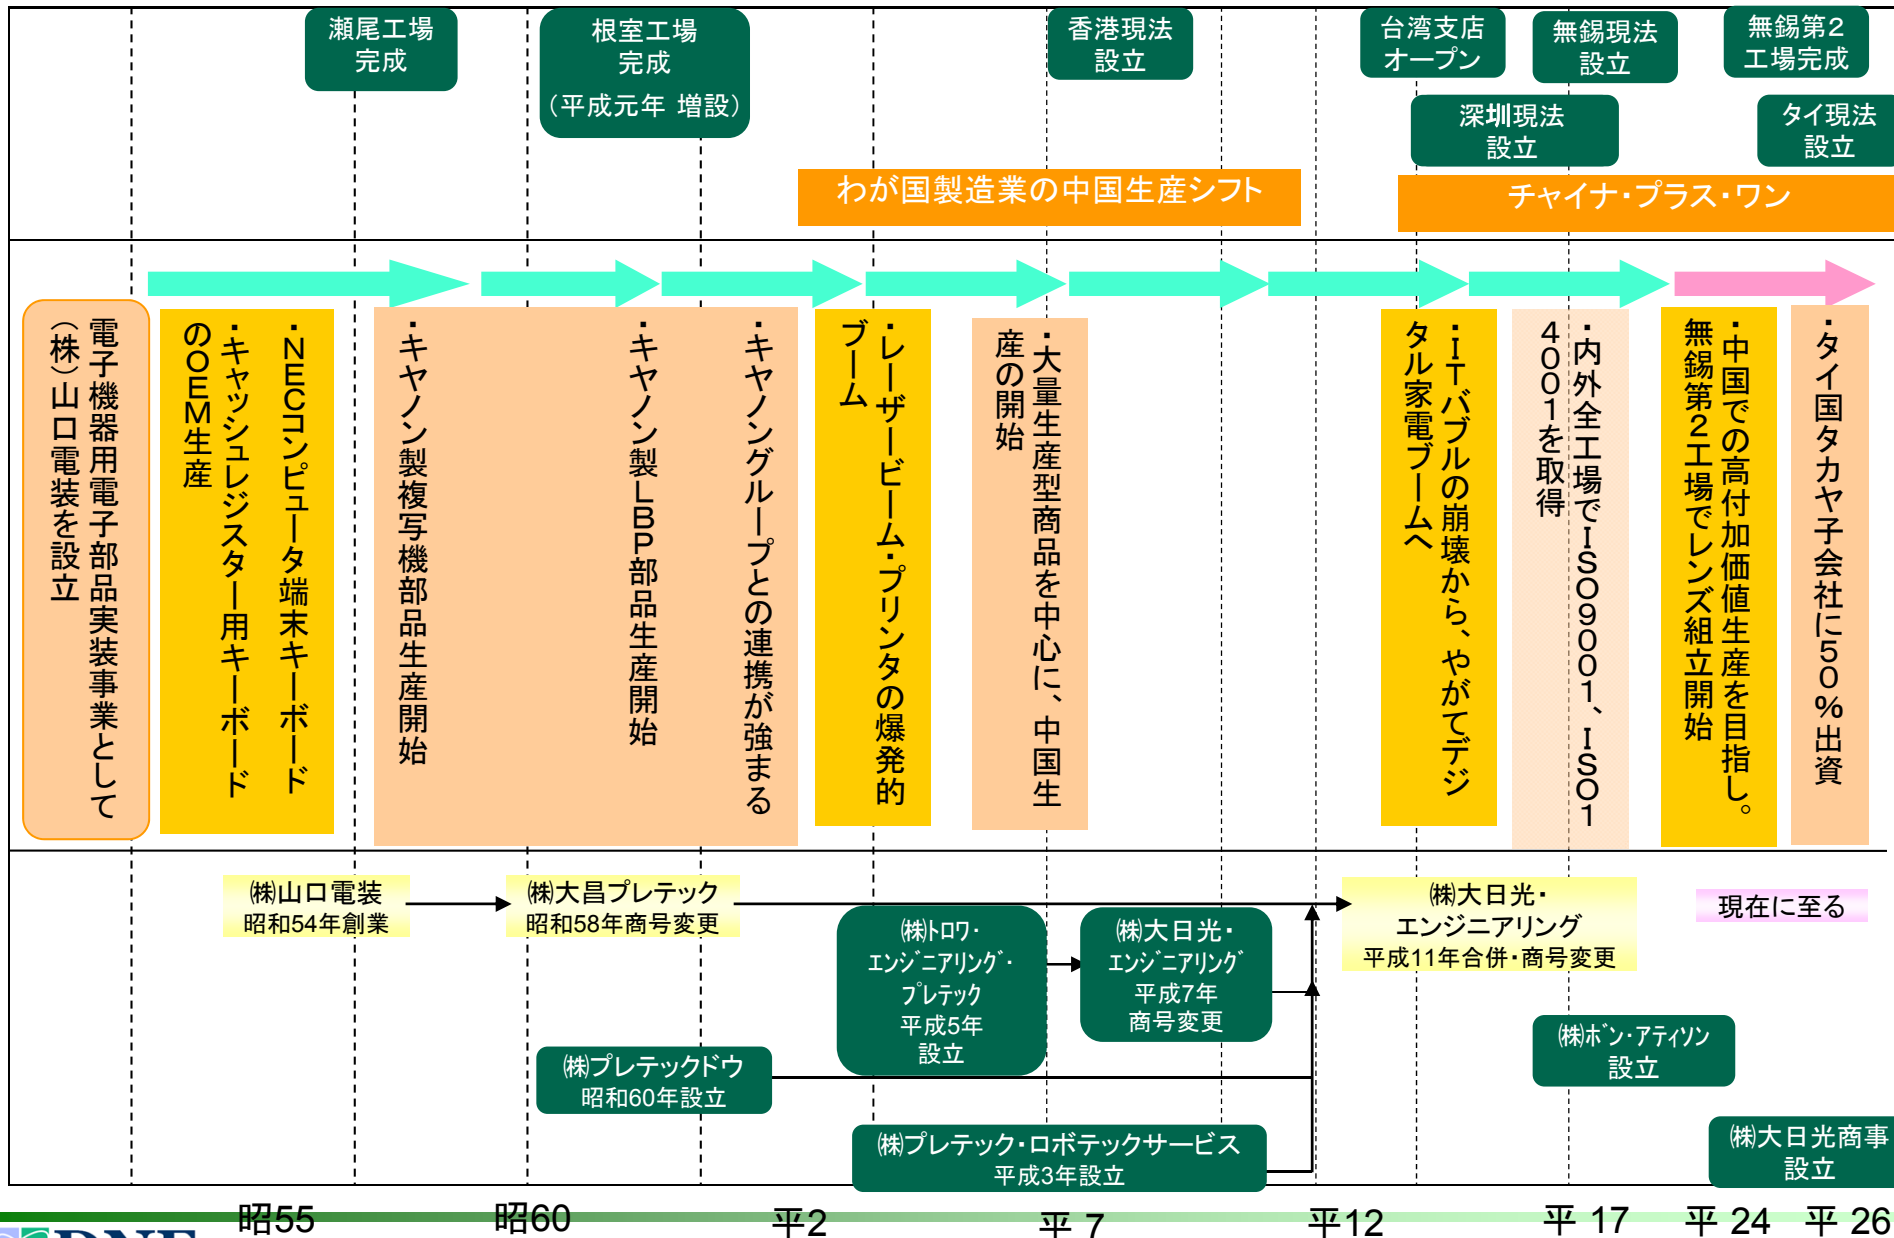 瀬尾工場
完成
根室工場
完成
（平成元年 増設）
香港現法
設立
台湾支店
オープン
無錫現法
設立
無錫第２
工場完成
深圳現法
設立
タイ現法
設立
わが国製造業の中国生産シフト
チャイナ・プラス・ワン
電子機器用電子部品実装事業として
（株）山口電装を設立
・ＮＥＣコンピュータ端末キーボード
・キャッシュレジスター用キーボード
のＯＥＭ生産
・キヤノン製複写機部品生産開始
・キヤノン製ＬＢＰ部品生産開始
・キヤノングループとの連携が強まる
・レーザービーム・プリンタの爆発的
ブーム
・大量生産型商品を中心に、中国生
産の開始
・ＩＴバブルの崩壊から、やがてデジ
タル家電ブームへ
・内外全工場でＩＳＯ９００１、ＩＳＯ１
４００１を取得
・中国での高付加価値生産を目指し。
無錫第２工場でレンズ組立開始
・タイ国タカヤ子会社に５０％出資
㈱山口電装
昭和54年創業
㈱大昌プレテック
昭和58年商号変更
㈱大日光・
エンジニアリング
平成11年合併・商号変更
現在に至る
㈱ﾄﾛﾜ・
ｴﾝｼﾞﾆｱﾘﾝｸﾞ・
ﾌﾟﾚﾃｯｸ
平成5年
設立
㈱大日光・
ｴﾝｼﾞﾆｱﾘﾝｸﾞ
平成7年
商号変更
㈱プレテックドウ
昭和60年設立
㈱ﾎﾞﾝ・ｱﾃｨｿﾝ
設立
㈱プレテック・ロボテックサービス
平成3年設立
㈱大日光商事
設立
昭55
昭60
平2
平 7
平12
平 17
平 24
平 26
DNE